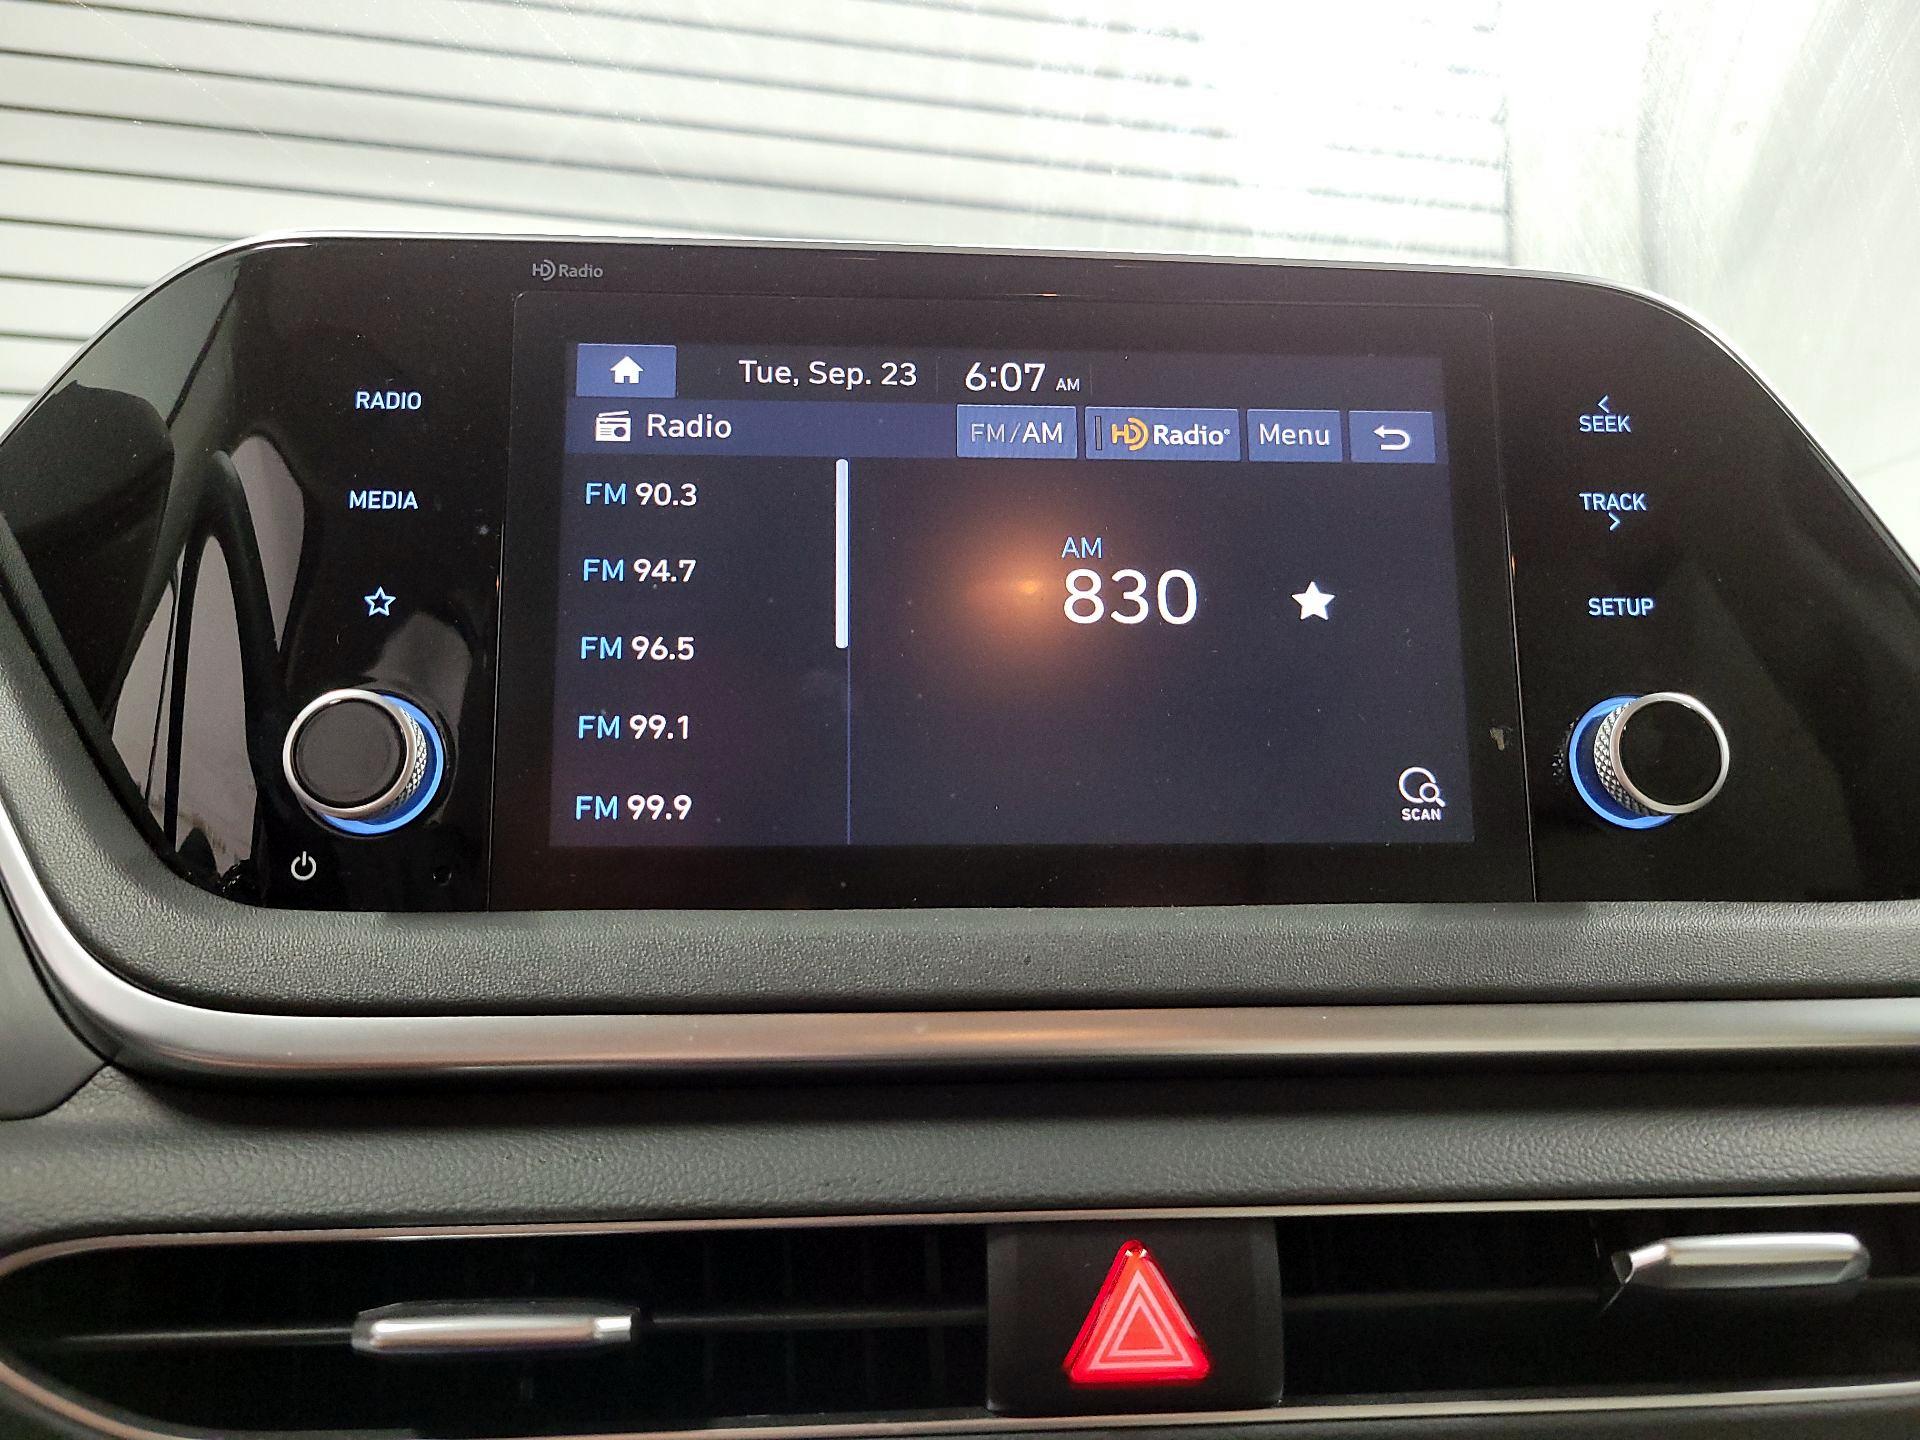 HD Radio
RADIO
MEDIA
Tue, Sep. 23 6:07 AM
Radio FM/AM HD Radio® Menu
FM 90.3
FM 94.7
FM 96.5
FM 99.1
FM 99.9
AM
830
SCAN
SEEK
TRACK
SETUP